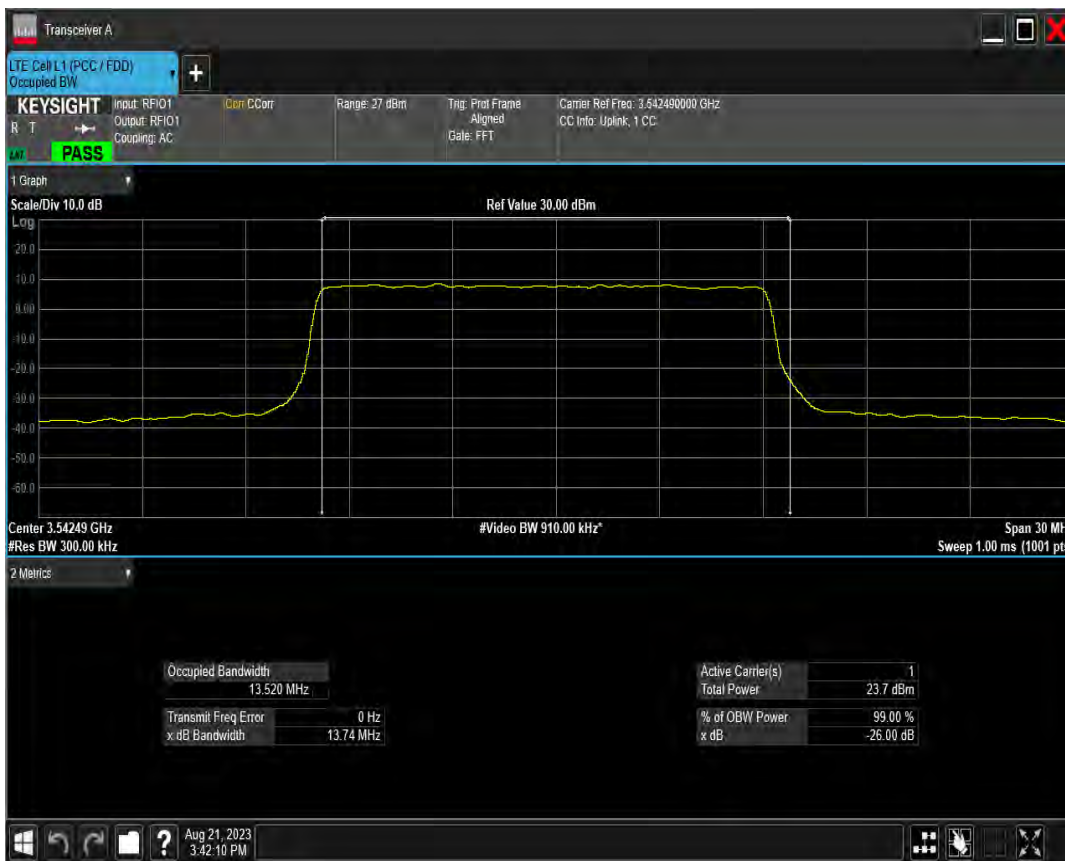 Transceiver A
LTE Cell L1 (PCC / FDD)
Occupied BW
+
KEYSIGHT
R T
PASS
Input: RFIO1
Output: RFIO1
Coupling: AC
Corr CCorr
Range: 27 dBm
Trig: Prot Frame
Aligned
Gate: FFT
Carrier Ref Freq: 3.542490000 GHz
CC Info: Uplink, 1 CC
1 Graph
Scale/Div 10.0 dB
Ref Value 30.00 dBm
Log
20.0
10.0
0.00
-10.0
-20.0
-30.0
-40.0
-50.0
-60.0
Center 3.54249 GHz
#Video BW 910.00 kHz*
Span 30 MH
#Res BW 300.00 kHz
Sweep 1.00 ms (1001 pts
2 Metrics
Occupied Bandwidth
13.520 MHz
Transmit Freq Error 0 Hz
x dB Bandwidth 13.74 MHz
Active Carrier(s) 1
Total Power 23.7 dBm
% of OBW Power 99.00 %
x dB -26.00 dB
?
Aug 21, 2023
3:42:10 PM